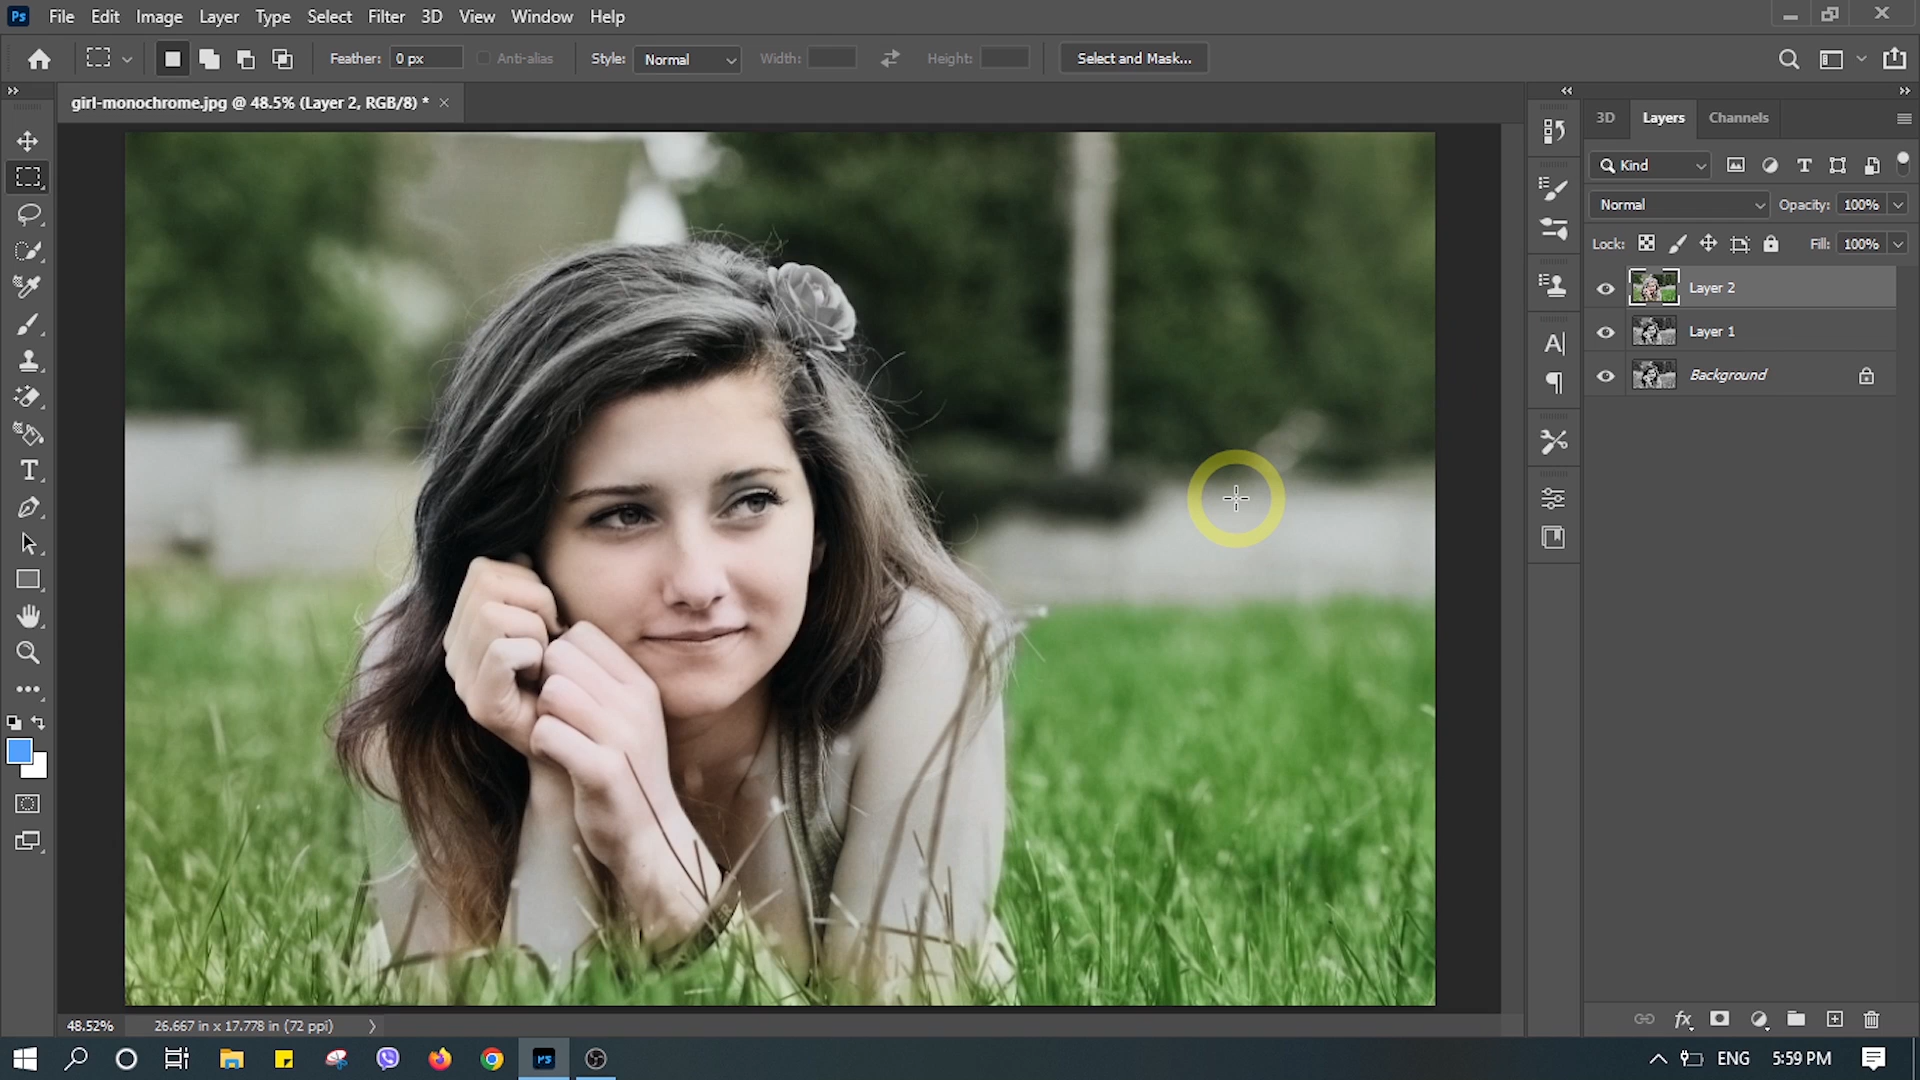 Ps File Edit Image Layer Type Select Filter 3D View Window Help
Feather: 0 px Anti-alias Style: Normal Width: Height: Select and Mask...
girl-monochrome.jpg @ 48.5% (Layer 2, RGB/8) *
3D Layers Channels
Kind
Normal Opacity: 100%
Lock: Fill: 100%
Layer 2
Layer 1
Background
48.52% 26.667 in x 17.778 in (72 ppi)
ENG 5:59 PM